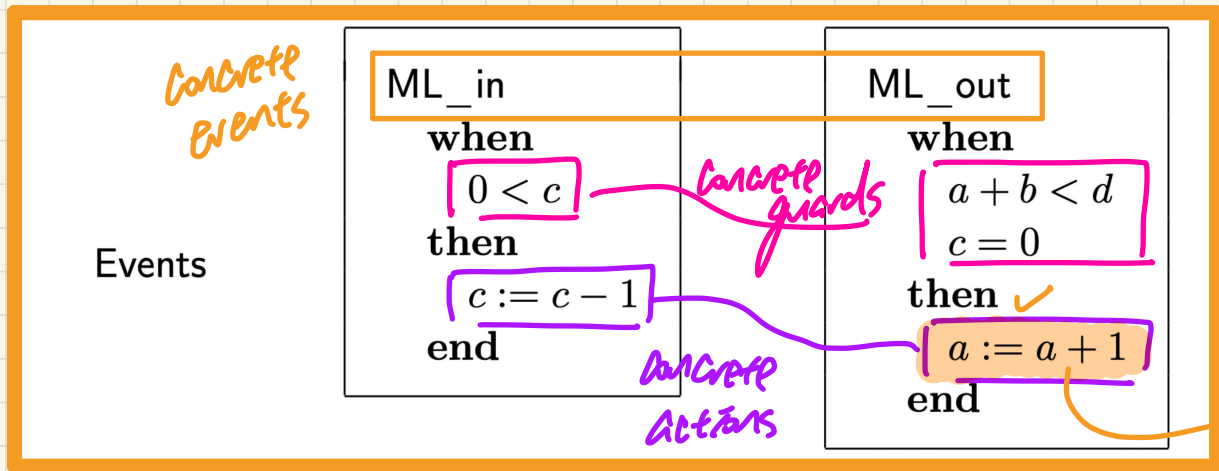 Concrete
events
ML_in
when
0 < c
then
c := c − 1
end
Concrete
guards
ML_out
when
a + b < d
c = 0
then ✓
a := a + 1
end
Events
Concrete
actions